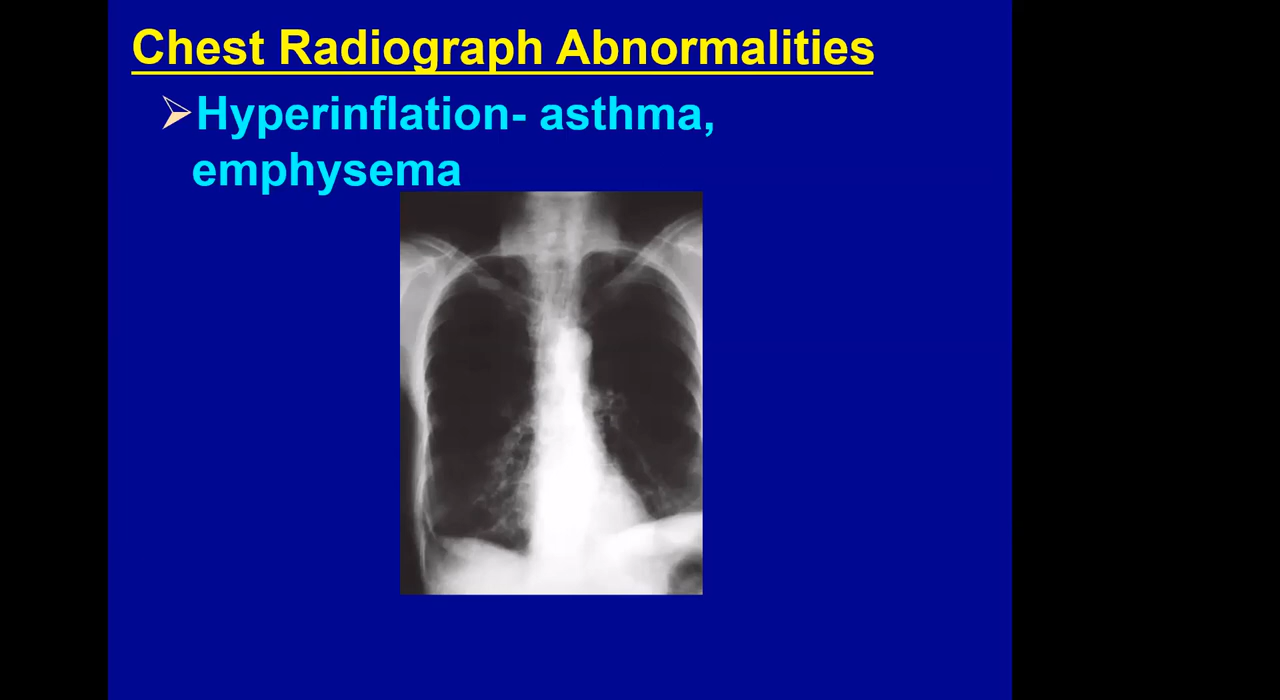 Chest Radiograph Abnormalities
Hyperinflation- asthma,
emphysema